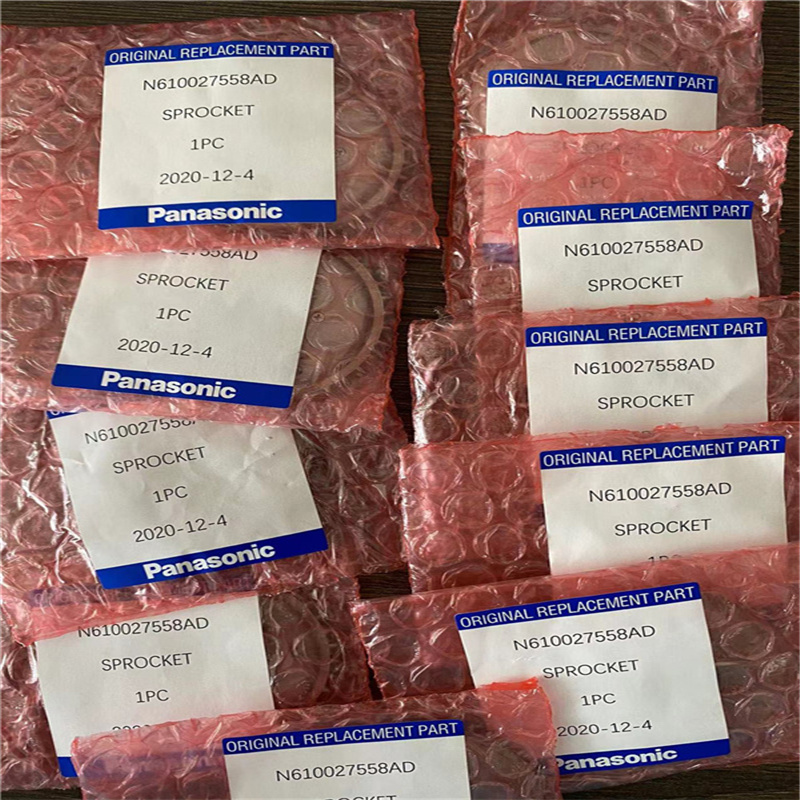 ORIGINAL REPLACEMENT PART
N610027558AD
SPROCKET
1PC
2020-12-4
Panasonic
SPROCKET
1PC
2020-12-4
Panasonic
SPROCKET
1PC
2020-12-4
Panasonic
N610027558AD
SPROCKET
1PC
ORIGINAL REPLACEMENT PART
N610027558AD
ORIGINAL REPLACEMENT PART
N610027558AD
SPROCKET
1PC
ORIGINAL REPLACEMENT PART
N610027558AD
SPROCKET
ORIGINAL REPLACEMENT PART
N610027558AD
SPROCKET
ORIGINAL REPLACEMENT PART
N610027558AD
SPROCKET
ORIGINAL REPLACEMENT PART
N610027558AD
SPROCKET
1PC
2020-12-4
Panasonic